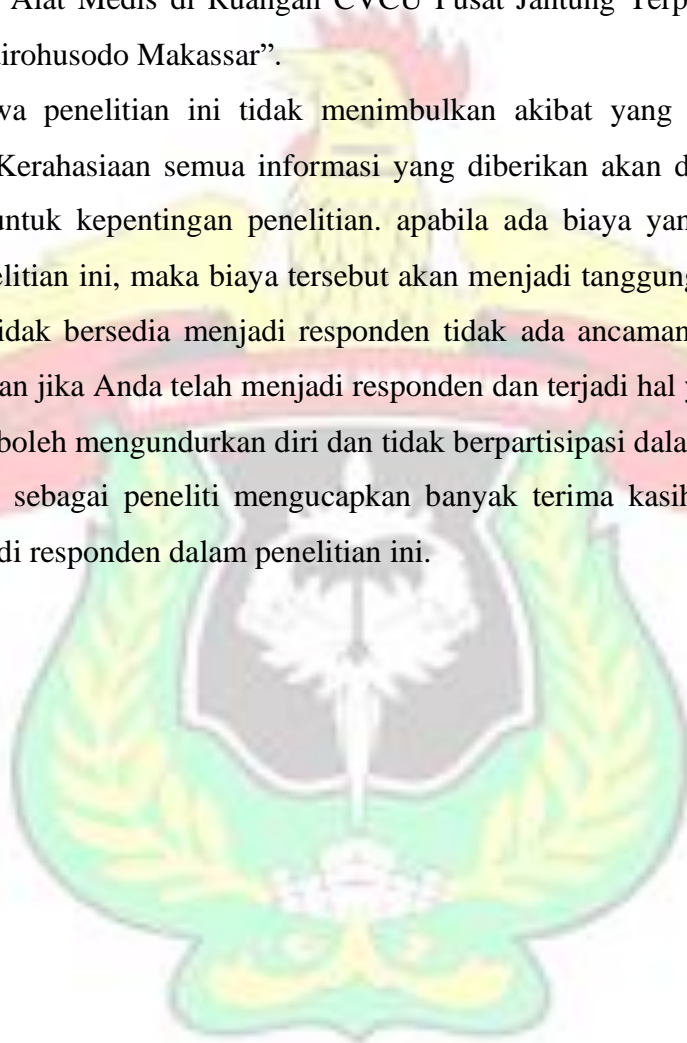 Alat Medis di Ruangan CVCU Pusat Jantung Terp
dirohusodo Makassar”.
wa penelitian ini tidak menimbulkan akibat yang
Kerahasiaan semua informasi yang diberikan akan d
untuk kepentingan penelitian. apabila ada biaya yan
elitian ini, maka biaya tersebut akan menjadi tanggung
idak bersedia menjadi responden tidak ada ancaman
an jika Anda telah menjadi responden dan terjadi hal y
boleh mengundurkan diri dan tidak berpartisipasi dala
sebagai peneliti mengucapkan banyak terima kasih
di responden dalam penelitian ini.